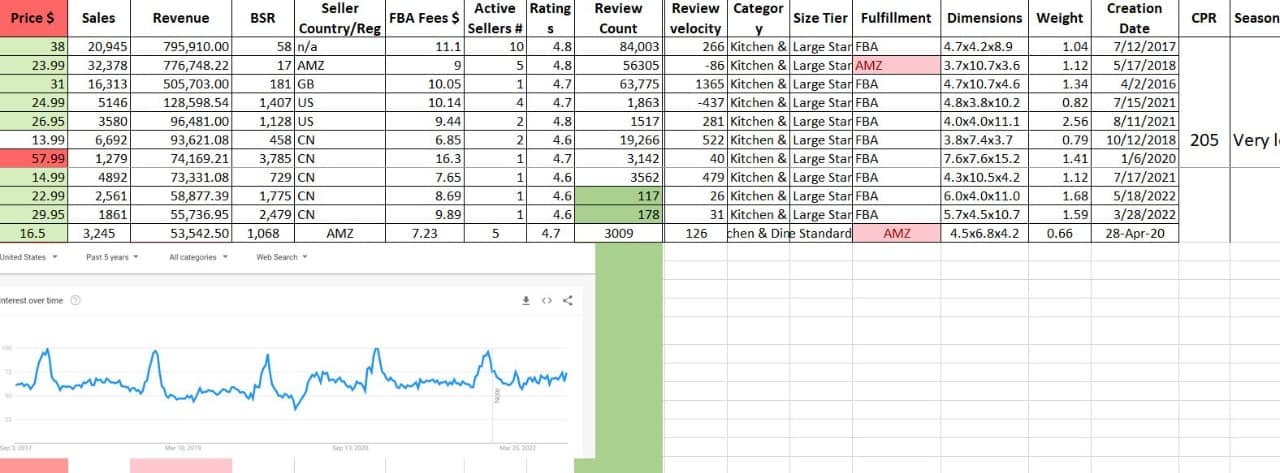 Price $ Sales Revenue BSR Seller Country/Reg FBA Fees $ Active Sellers # Rating s Review Count Review velocity Categor y Size Tier Fulfillment Dimensions Weight Creation Date CPR Season
38 20,945 795,910.00 58 n/a 11.1 10 4.8 84,003 266 Kitchen & Large Star FBA 4.7x4.2x8.9 1.04 7/12/2017
23.99 32,378 776,748.22 17 AMZ 9 5 4.8 56305 -86 Kitchen & Large Star AMZ 3.7x10.7x3.6 1.12 5/17/2018
31 16,313 505,703.00 181 GB 10.05 1 4.7 63,775 1365 Kitchen & Large Star FBA 4.7x10.7x4.6 1.34 4/2/2016
24.99 5146 128,598.54 1,407 US 10.14 4 4.7 1,863 -437 Kitchen & Large Star FBA 4.8x3.8x10.2 0.82 7/15/2021
26.95 3580 96,481.00 1,128 US 9.44 2 4.8 1517 281 Kitchen & Large Star FBA 4.0x4.0x11.1 2.56 8/11/2021
13.99 6,692 93,621.08 458 CN 6.85 2 4.6 19,266 522 Kitchen & Large Star FBA 3.8x7.4x3.7 0.79 10/12/2018 205 Very l
57.99 1,279 74,169.21 3,785 CN 16.3 1 4.7 3,142 40 Kitchen & Large Star FBA 7.6x7.6x15.2 1.41 1/6/2020
14.99 4892 73,331.08 729 CN 7.65 1 4.6 3562 479 Kitchen & Large Star FBA 4.3x10.5x4.2 1.12 7/17/2021
22.99 2,561 58,877.39 1,775 CN 8.69 1 4.6 117 26 Kitchen & Large Star FBA 6.0x4.0x11.0 1.68 5/18/2022
29.95 1861 55,736.95 2,479 CN 9.89 1 4.6 178 31 Kitchen & Large Star FBA 5.7x4.5x10.7 1.59 3/28/2022
16.5 3,245 53,542.50 1,068 AMZ 7.23 5 4.7 3009 126 chen & Dine Standard AMZ 4.5x6.8x4.2 0.66 28-Apr-20
United States Past 5 years All categories Web Search
nterest over time
100
75
50
25
Note
Sep 3, 2017 Mar 10, 2019 Sep 13, 2020 Mar 20, 2022